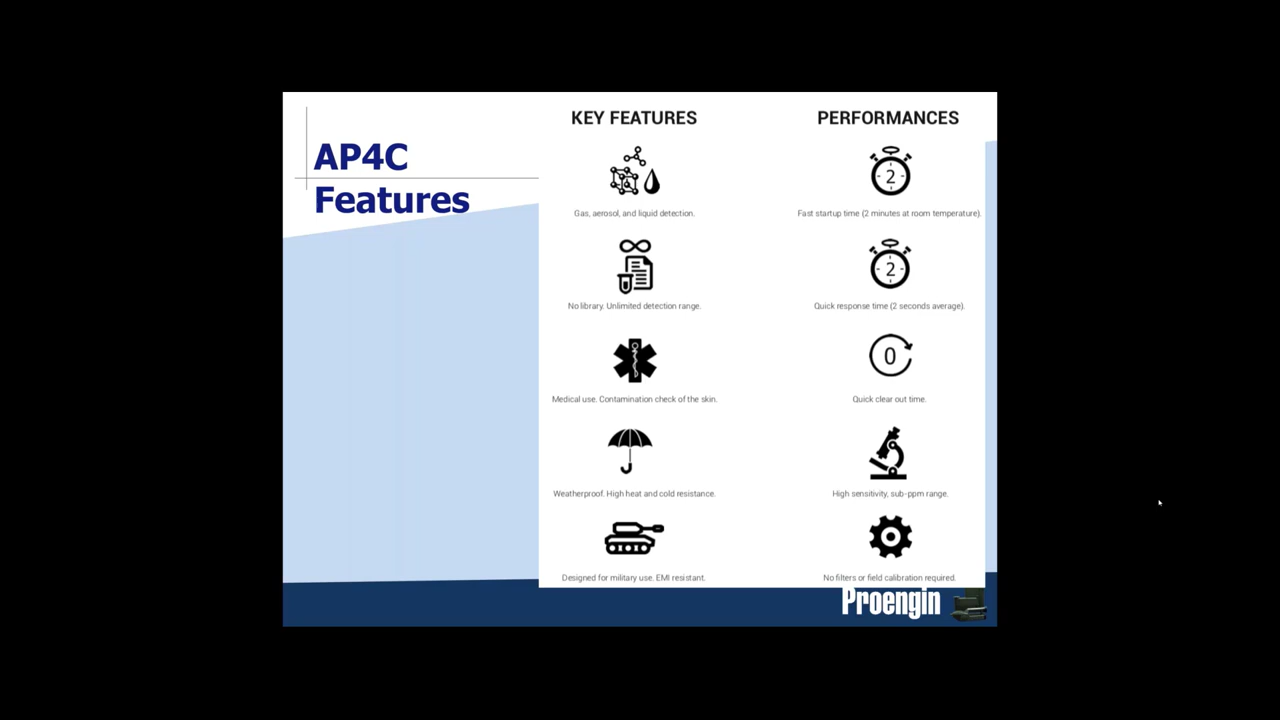 AP4C
Features
KEY FEATURES
Gas, aerosol, and liquid detection.
No library. Unlimited detection range.
Medical use. Contamination check of the skin.
Weatherproof. High heat and cold resistance.
Designed for military use. EMI resistant.
PERFORMANCES
2
Fast startup time (2 minutes at room temperature).
2
Quick response time (2 seconds average).
0
Quick clear out time.
High sensitivity, sub-ppm range.
No filters or field calibration required.
Proengin